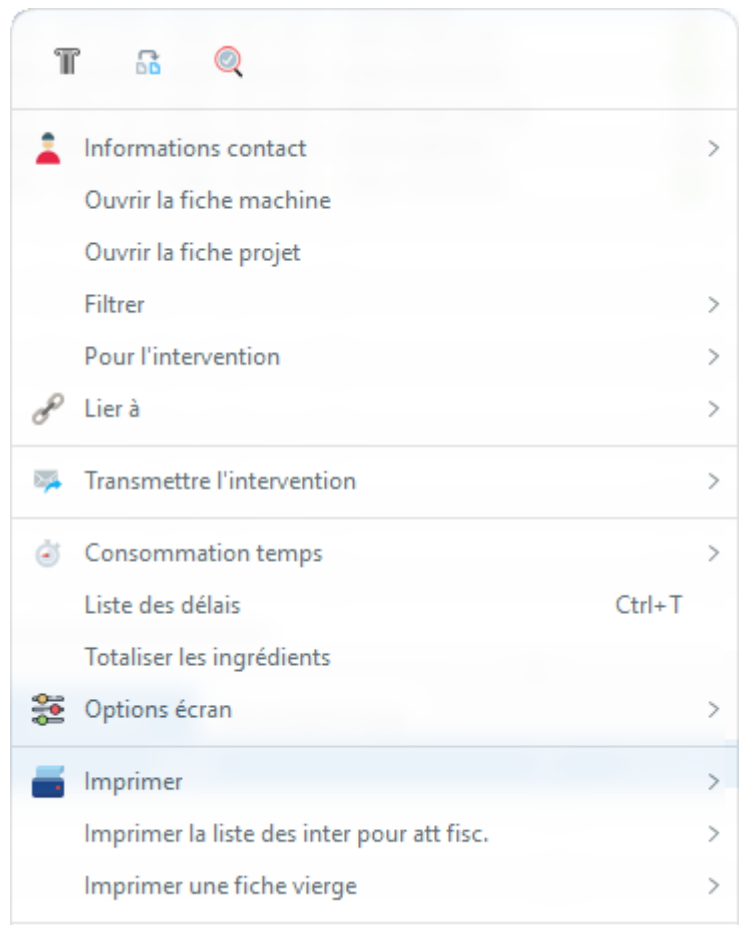 Informations contact
Ouvrir la fiche machine
Ouvrir la fiche projet
Filtrer
Pour l'intervention
Lier à
Transmettre l'intervention
Consommation temps
Liste des délais Ctrl+T
Totaliser les ingrédients
Options écran
Imprimer
Imprimer la liste des inter pour att fisc.
Imprimer une fiche vierge